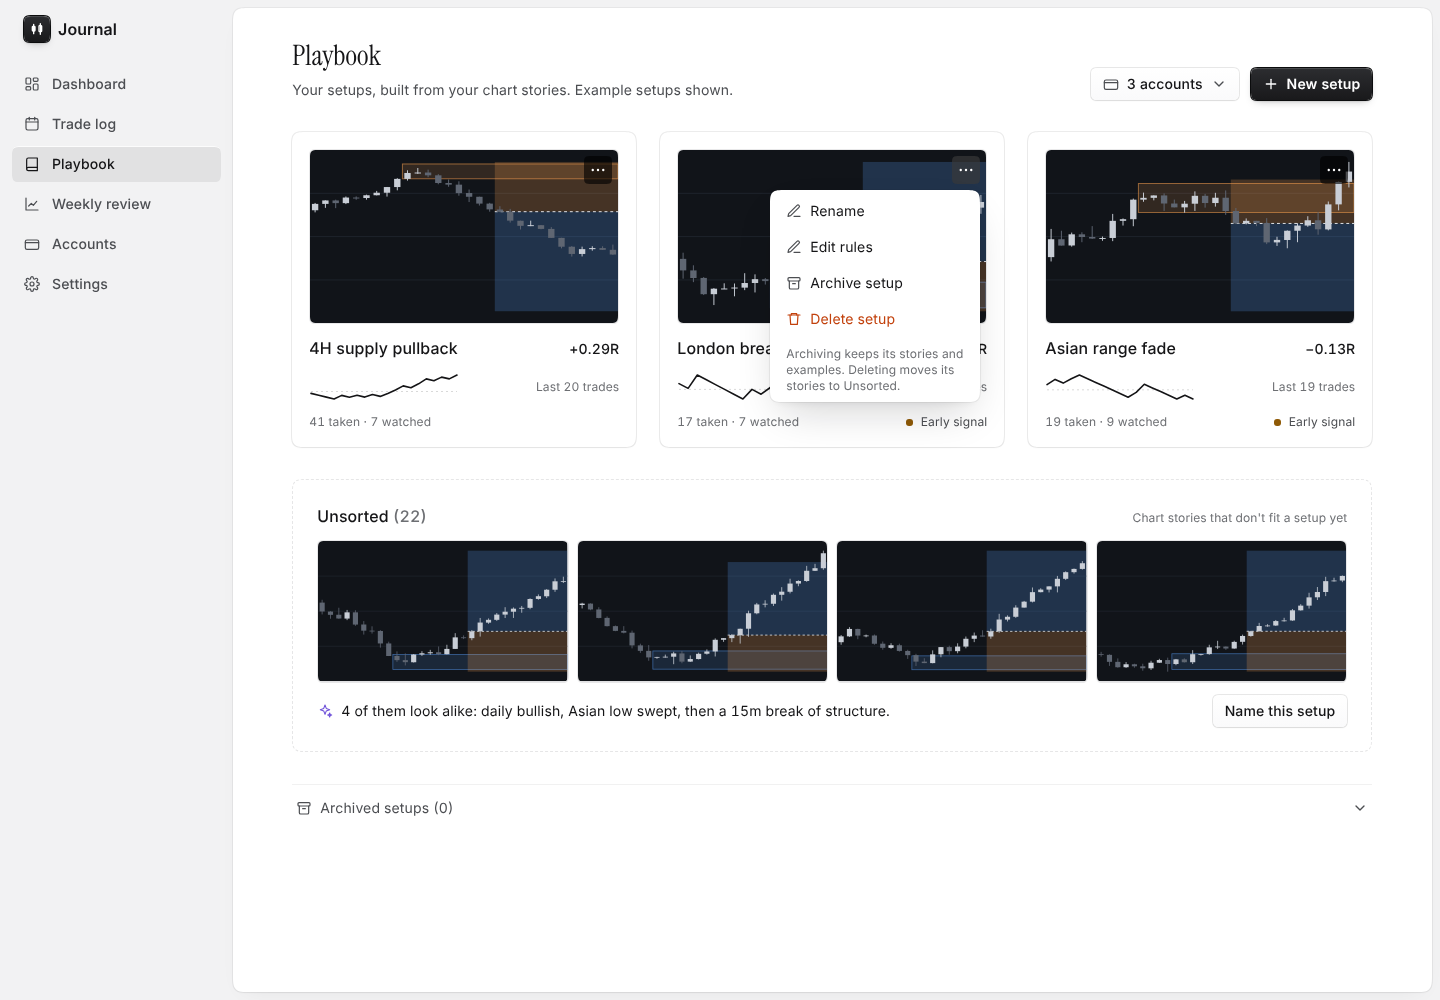 Journal
Dashboard
Trade log
Playbook
Weekly review
Accounts
Settings
Playbook
Your setups, built from your chart stories. Example setups shown.
3 accounts
New setup
4H supply pullback
+0.29R
Last 20 trades
41 taken · 7 watched
Rename
Edit rules
Archive setup
Delete setup
Archiving keeps its stories and
examples. Deleting moves its
stories to Unsorted.
London
R
s
17 taken · 7 watched
Early signal
Asian range fade
−0.13R
Last 19 trades
19 taken · 9 watched
Early signal
Unsorted (22)
Chart stories that don't fit a setup yet
4 of them look alike: daily bullish, Asian low swept, then a 15m break of structure.
Name this setup
Archived setups (0)